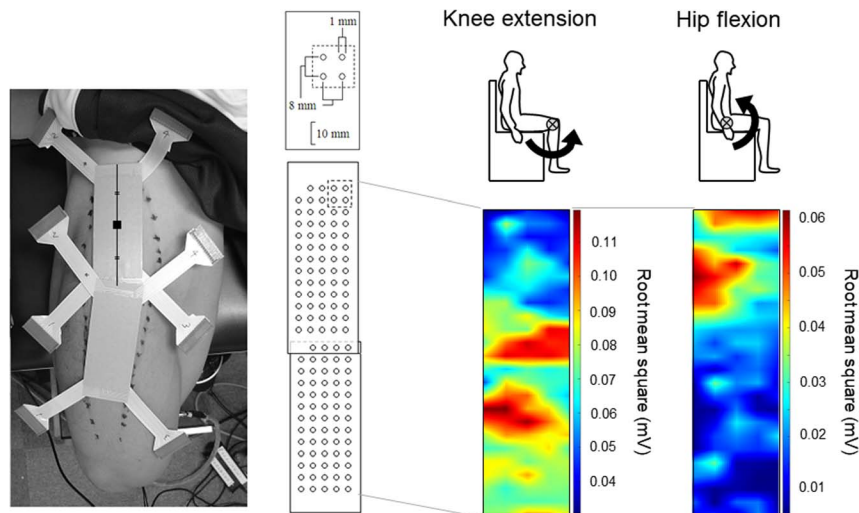 1 mm
8 mm
10 mm
Knee extension
Hip flexion
0.11
0.10
0.09
0.08
0.07
0.06
0.05
0.04
Root mean square (mV)
0.06
0.05
0.04
0.03
0.02
0.01
Root mean square (mV)